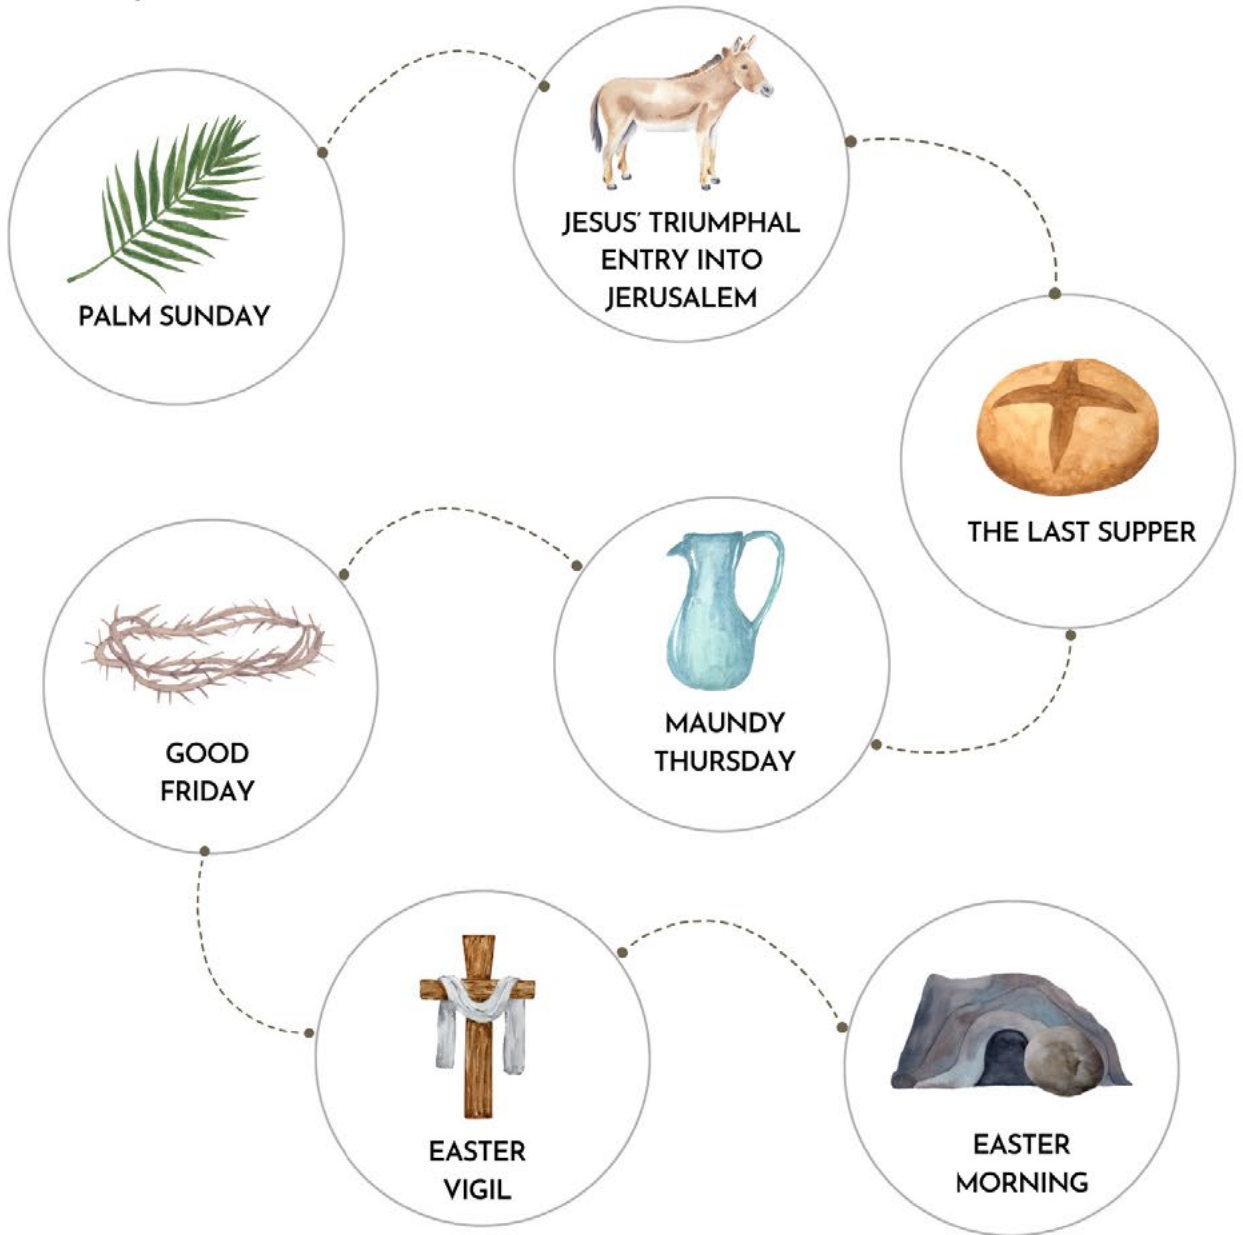 PALM SUNDAY
JESUS’ TRIUMPHAL
ENTRY INTO
JERUSALEM
THE LAST SUPPER
MAUNDY
THURSDAY
GOOD
FRIDAY
EASTER
VIGIL
EASTER
MORNING